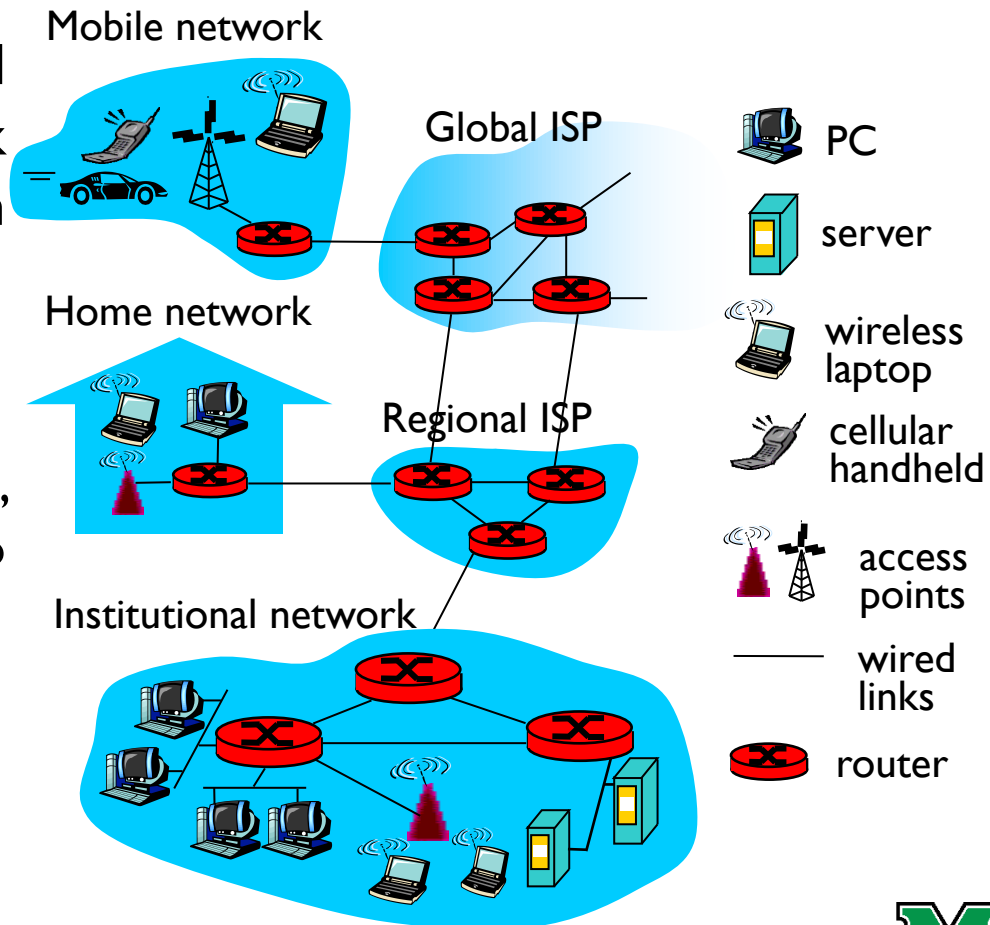 Mobile network
Global ISP
PC
server
Home network
wireless
laptop
Regional ISP
cellular
handheld
access
points
Institutional network
wired
links
router